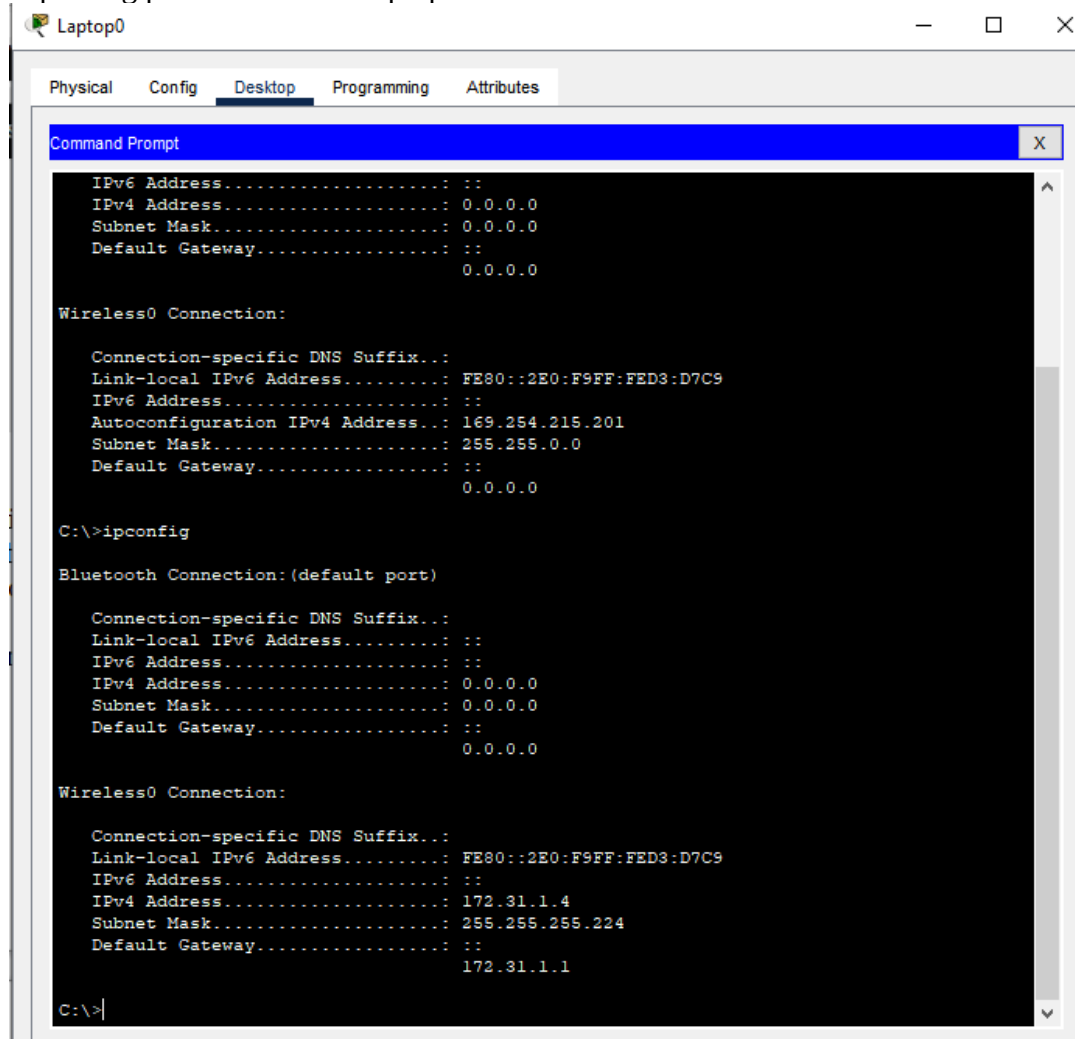 Laptop0
Physical Config Desktop Programming Attributes
Command Prompt X
IPv6 Address....................: ::
IPv4 Address....................: 0.0.0.0
Subnet Mask.....................: 0.0.0.0
Default Gateway.................: ::
0.0.0.0
Wireless0 Connection:
Connection-specific DNS Suffix..:
Link-local IPv6 Address.........: FE80::2E0:F9FF:FED3:D7C9
IPv6 Address....................: ::
Autoconfiguration IPv4 Address..: 169.254.215.201
Subnet Mask.....................: 255.255.0.0
Default Gateway.................: ::
0.0.0.0
C:\>ipconfig
Bluetooth Connection:(default port)
Connection-specific DNS Suffix..:
Link-local IPv6 Address.........: ::
IPv6 Address....................: ::
IPv4 Address....................: 0.0.0.0
Subnet Mask.....................: 0.0.0.0
Default Gateway.................: ::
0.0.0.0
Wireless0 Connection:
Connection-specific DNS Suffix..:
Link-local IPv6 Address.........: FE80::2E0:F9FF:FED3:D7C9
IPv6 Address....................: ::
IPv4 Address....................: 172.31.1.4
Subnet Mask.....................: 255.255.255.224
Default Gateway.................: ::
172.31.1.1
C:\>